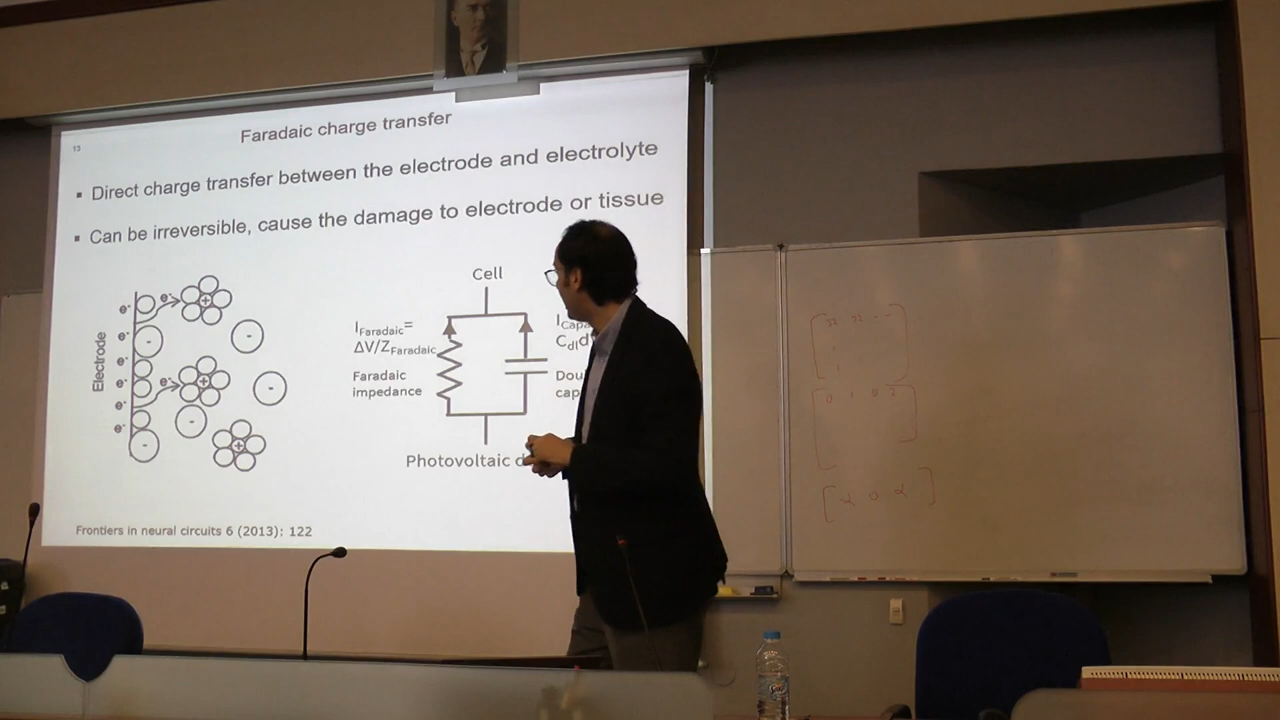 13
Faradaic charge transfer
▪ Direct charge transfer between the electrode and electrolyte
▪ Can be irreversible, cause the damage to electrode or tissue
Electrode
e-
e-
e-
e-
e-
e-
e-
e-
+
+
+
-
-
-
-
-
Cell
I Faradaic=
ΔV/Z Faradaic
Faradaic
impedance
I Capa
C dl d
Dou
cap
Photovoltaic d
Frontiers in neural circuits 6 (2013): 122